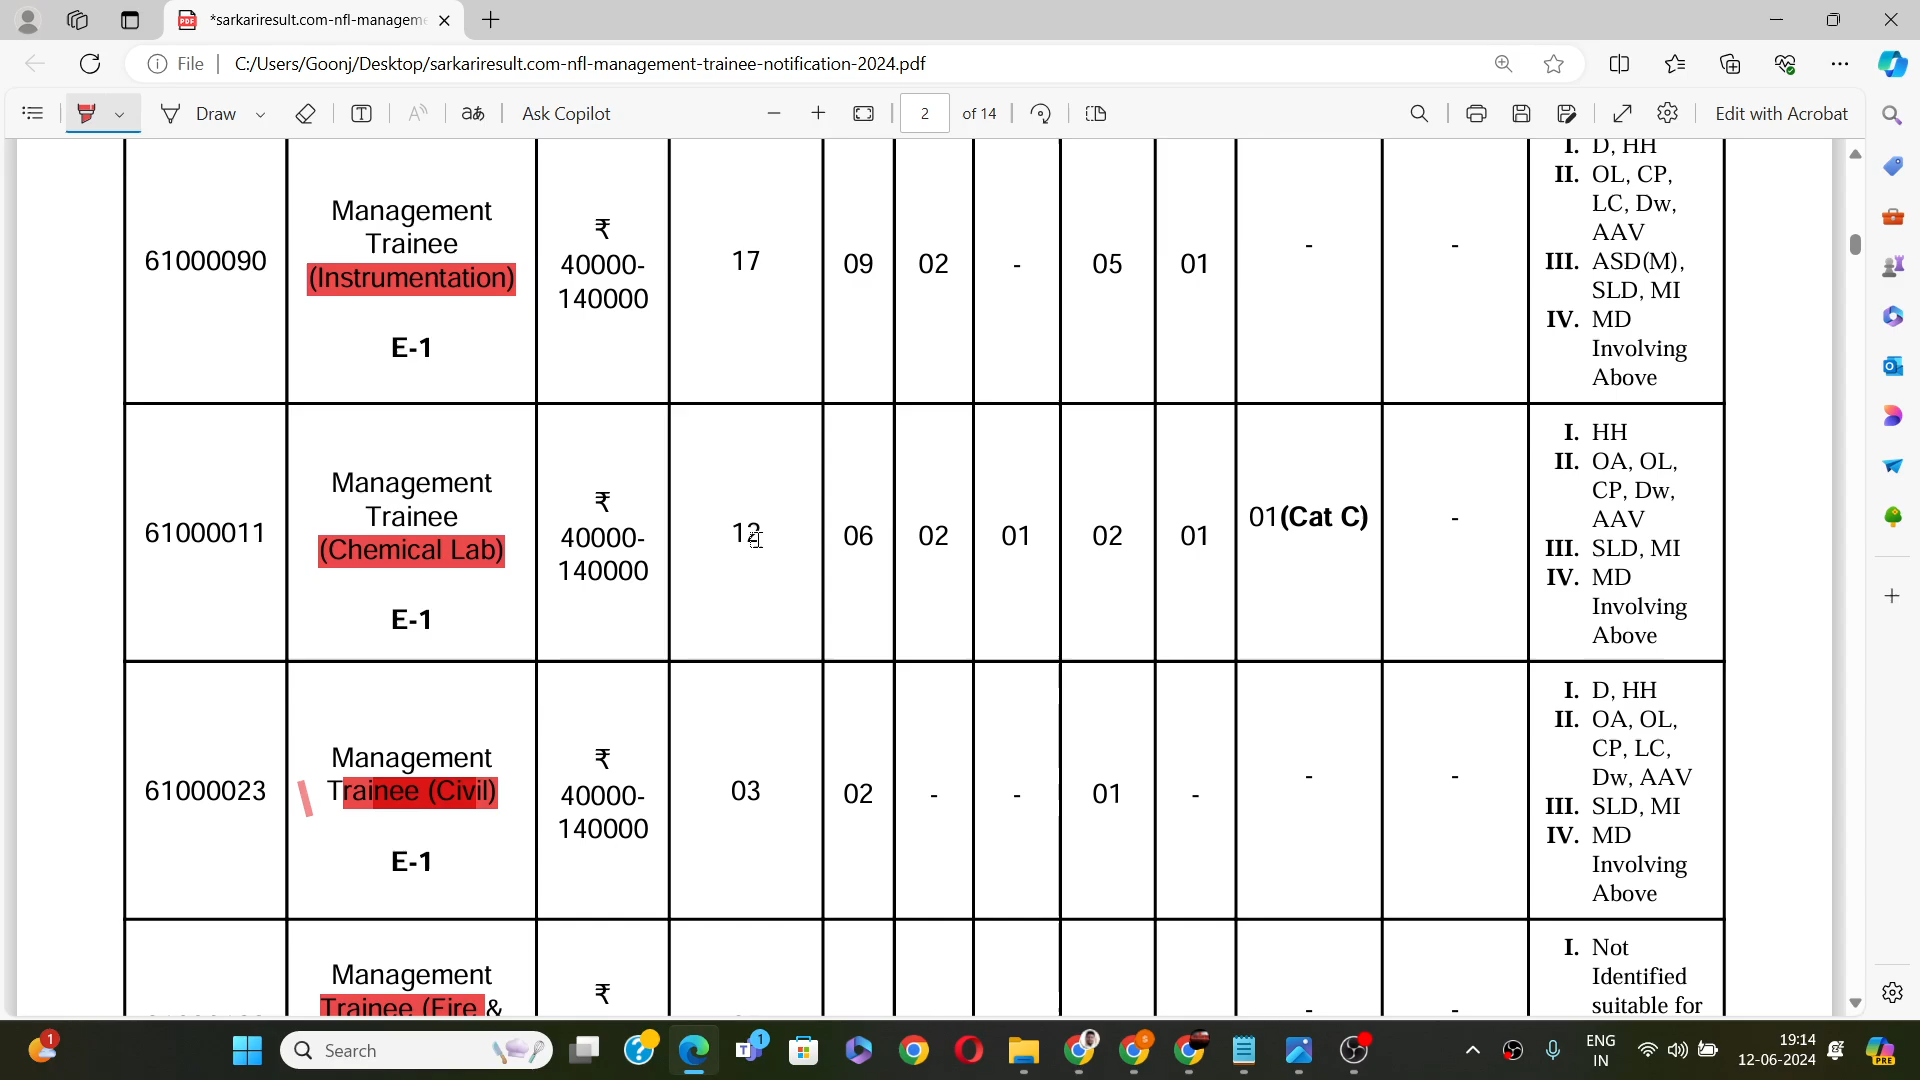 *sarkariresult.com-nfl-manageme
File
C:/Users/Goonj/Desktop/sarkariresult.com-nfl-management-trainee-notification-2024.pdf
Draw
aあ
Ask Copilot
2
of 14
Edit with Acrobat
61000090
Management
Trainee
(Instrumentation)
E-1
₹
40000-
140000
17
09
02
-
05
01
-
-
I. D, HH
II. OL, CP,
LC, Dw,
AAV
III. ASD(M),
SLD, MI
IV. MD
Involving
Above
61000011
Management
Trainee
(Chemical Lab)
E-1
₹
40000-
140000
12
06
02
01
02
01
01(Cat C)
-
I. HH
II. OA, OL,
CP, Dw,
AAV
III. SLD, MI
IV. MD
Involving
Above
61000023
Management
Trainee (Civil)
E-1
₹
40000-
140000
03
02
-
-
01
-
-
-
I. D, HH
II. OA, OL,
CP, LC,
Dw, AAV
III. SLD, MI
IV. MD
Involving
Above
Management
Trainee (Fire &
₹
-
-
I. Not
Identified
suitable for
1
Search
1
ENG
IN
19:14
12-06-2024
PRE